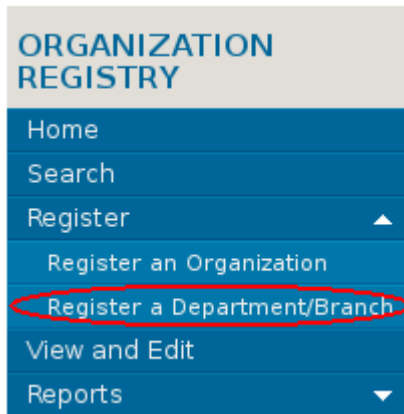 ORGANIZATION
REGISTRY
Home
Search
Register
Register an Organization
Register a Department/Branch
View and Edit
Reports